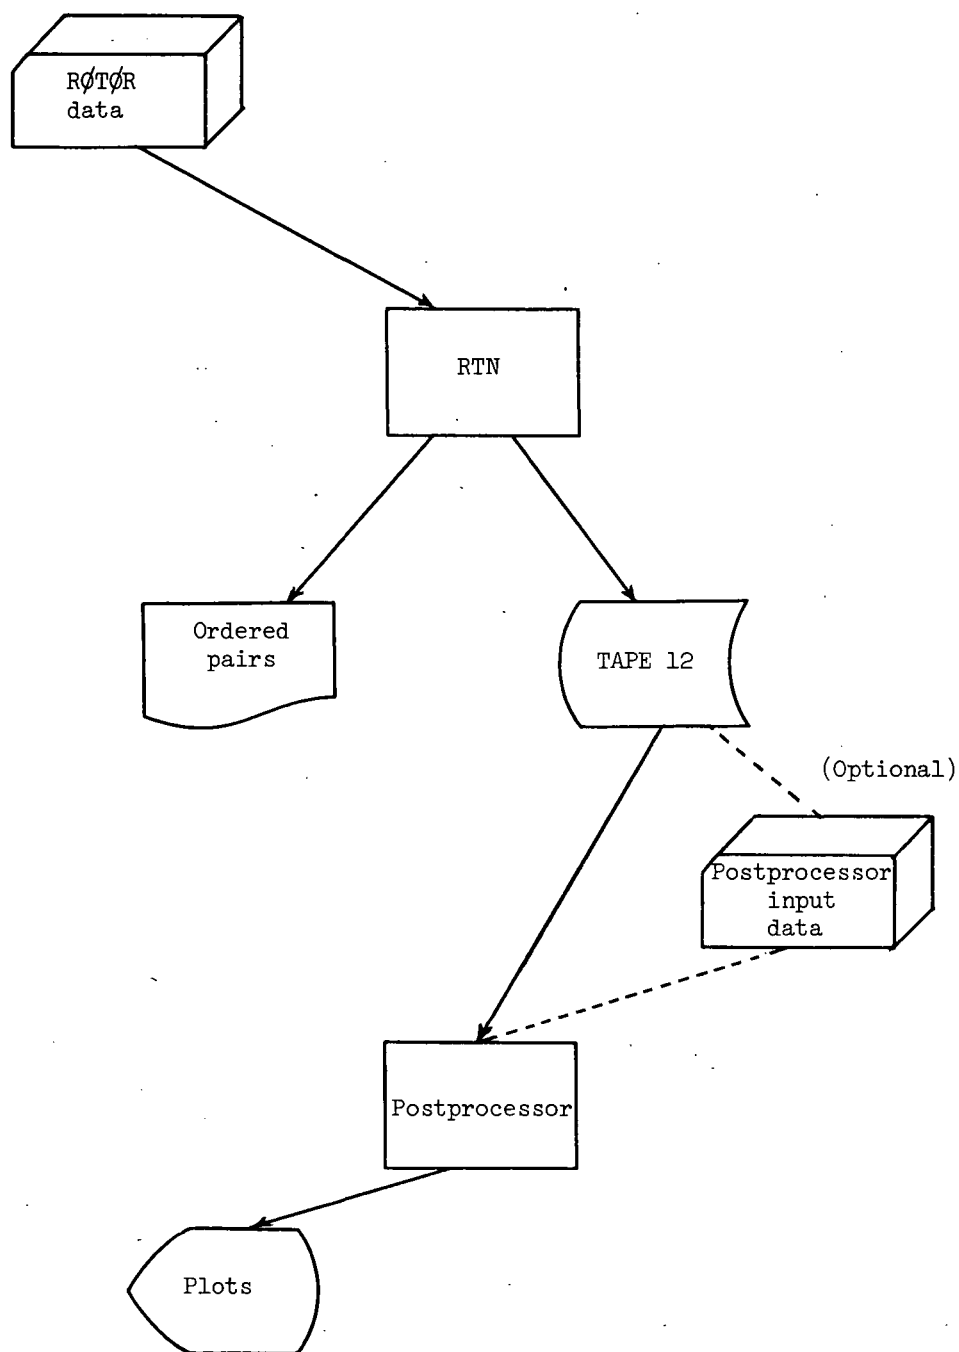 RØTØR
data
RTN
Ordered
pairs
TAPE 12
(Optional)
Postprocessor
input
data
Postprocessor
Plots